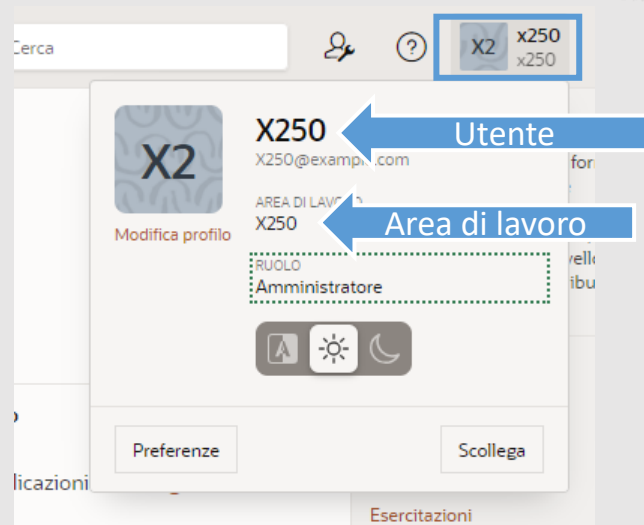 Cerca
X2
x250
x250
X2
X250
Utente
X250@example.com
AREA DI LAVORO
X250
Area di lavoro
Modifica profilo
RUOLO
Amministratore
Preferenze
Scollega
Esercitazioni